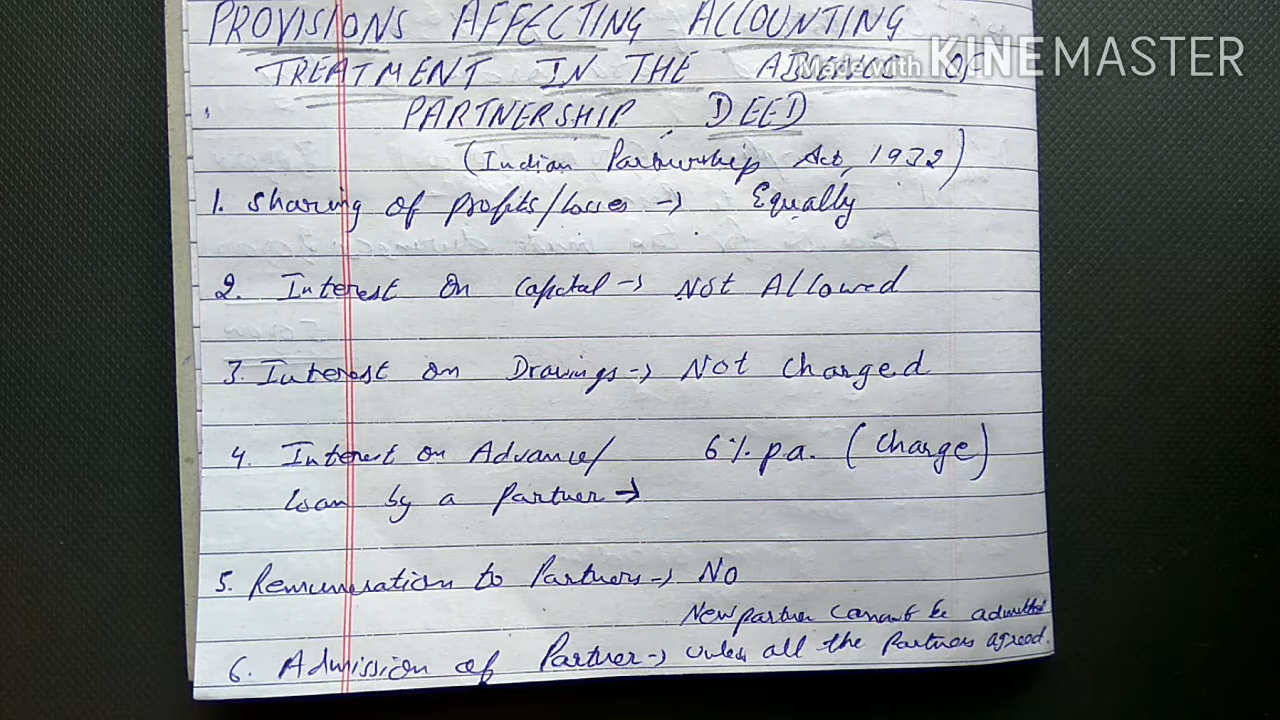 PROVISIONS AFFECTING ACCOUNTING
Made with KINEMASTER
TREATMENT IN THE ABSENCE OF
PARTNERSHIP DEED
(Indian Partnership Act, 1932)
1. Sharing of Profits/Losses → Equally
2. Interest On Capital → Not Allowed
3. Interest on Drawings → Not Charged
4. Interest on Advance/ 6% p.a. (Charge)
Loan by a Partner →
5. Remuneration to Partners → No
New partner cannot be admitted
6. Admission of Partner → unless all the Partners agreed.